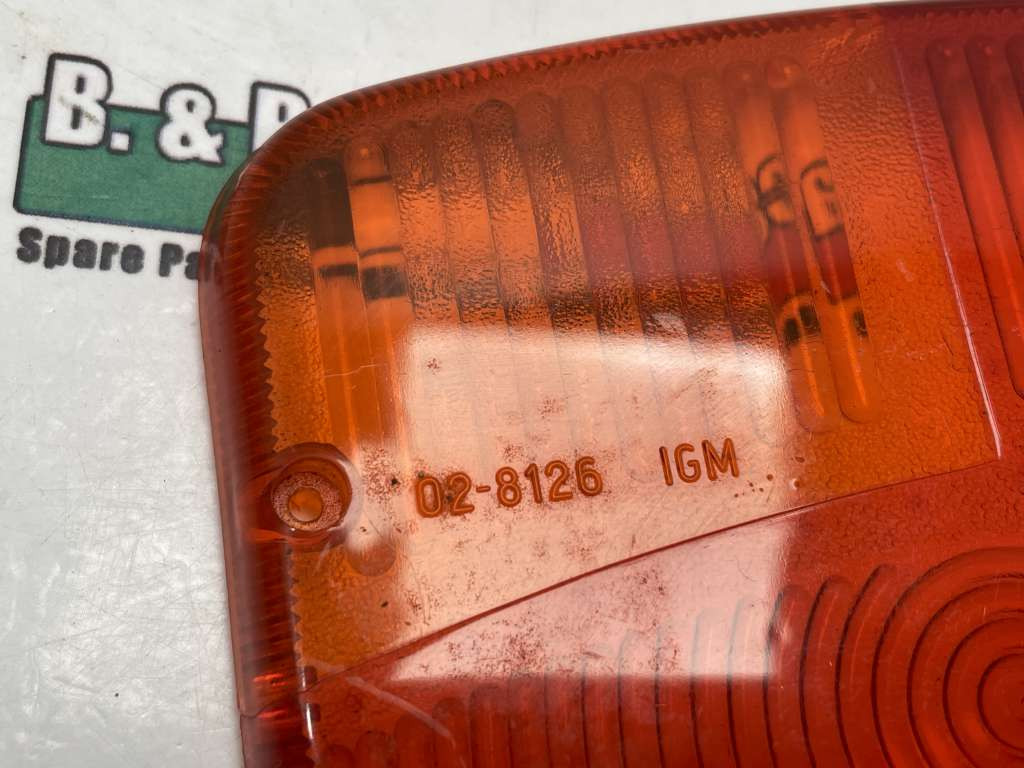 B. & B
Spare Pa
02-8126 IGM